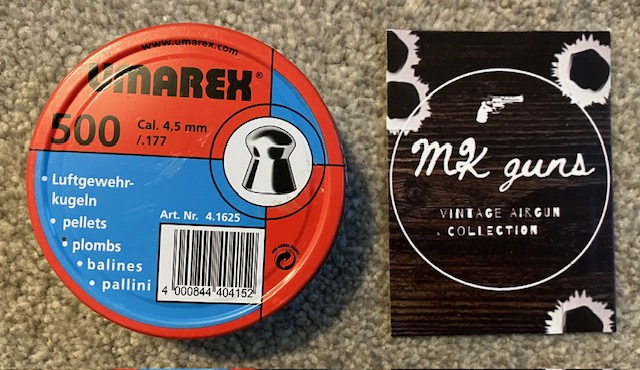 www.umarex.com
UMAREX®
500
Cal. 4,5 mm
/.177
• Luftgewehr-
kugeln
• pellets
• plombs
• balines
• pallini
Art. Nr. 4.1625
4 000844 404152
MK guns
VINTAGE AIRGUN
COLLECTION